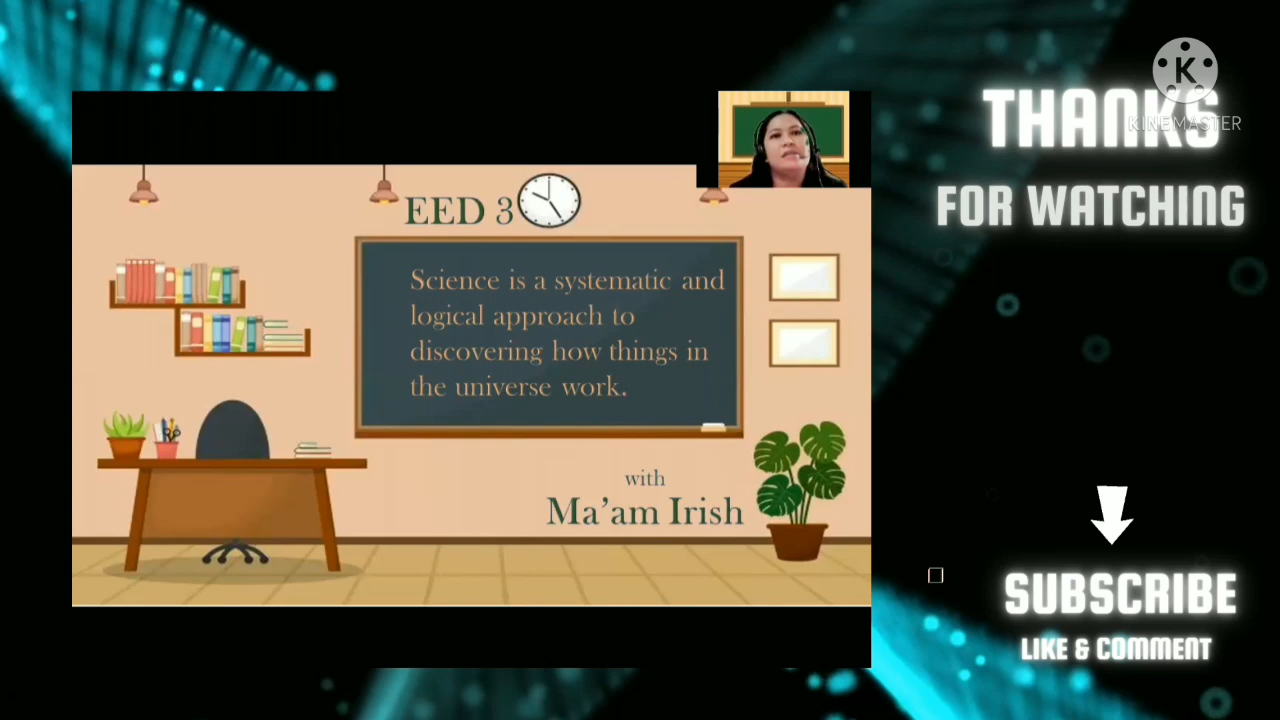 EED 3
Science is a systematic and
logical approach to
discovering how things in
the universe work.
with
Ma'am Irish
K
KINEMASTER
THANKS
FOR WATCHING
SUBSCRIBE
LIKE & COMMENT